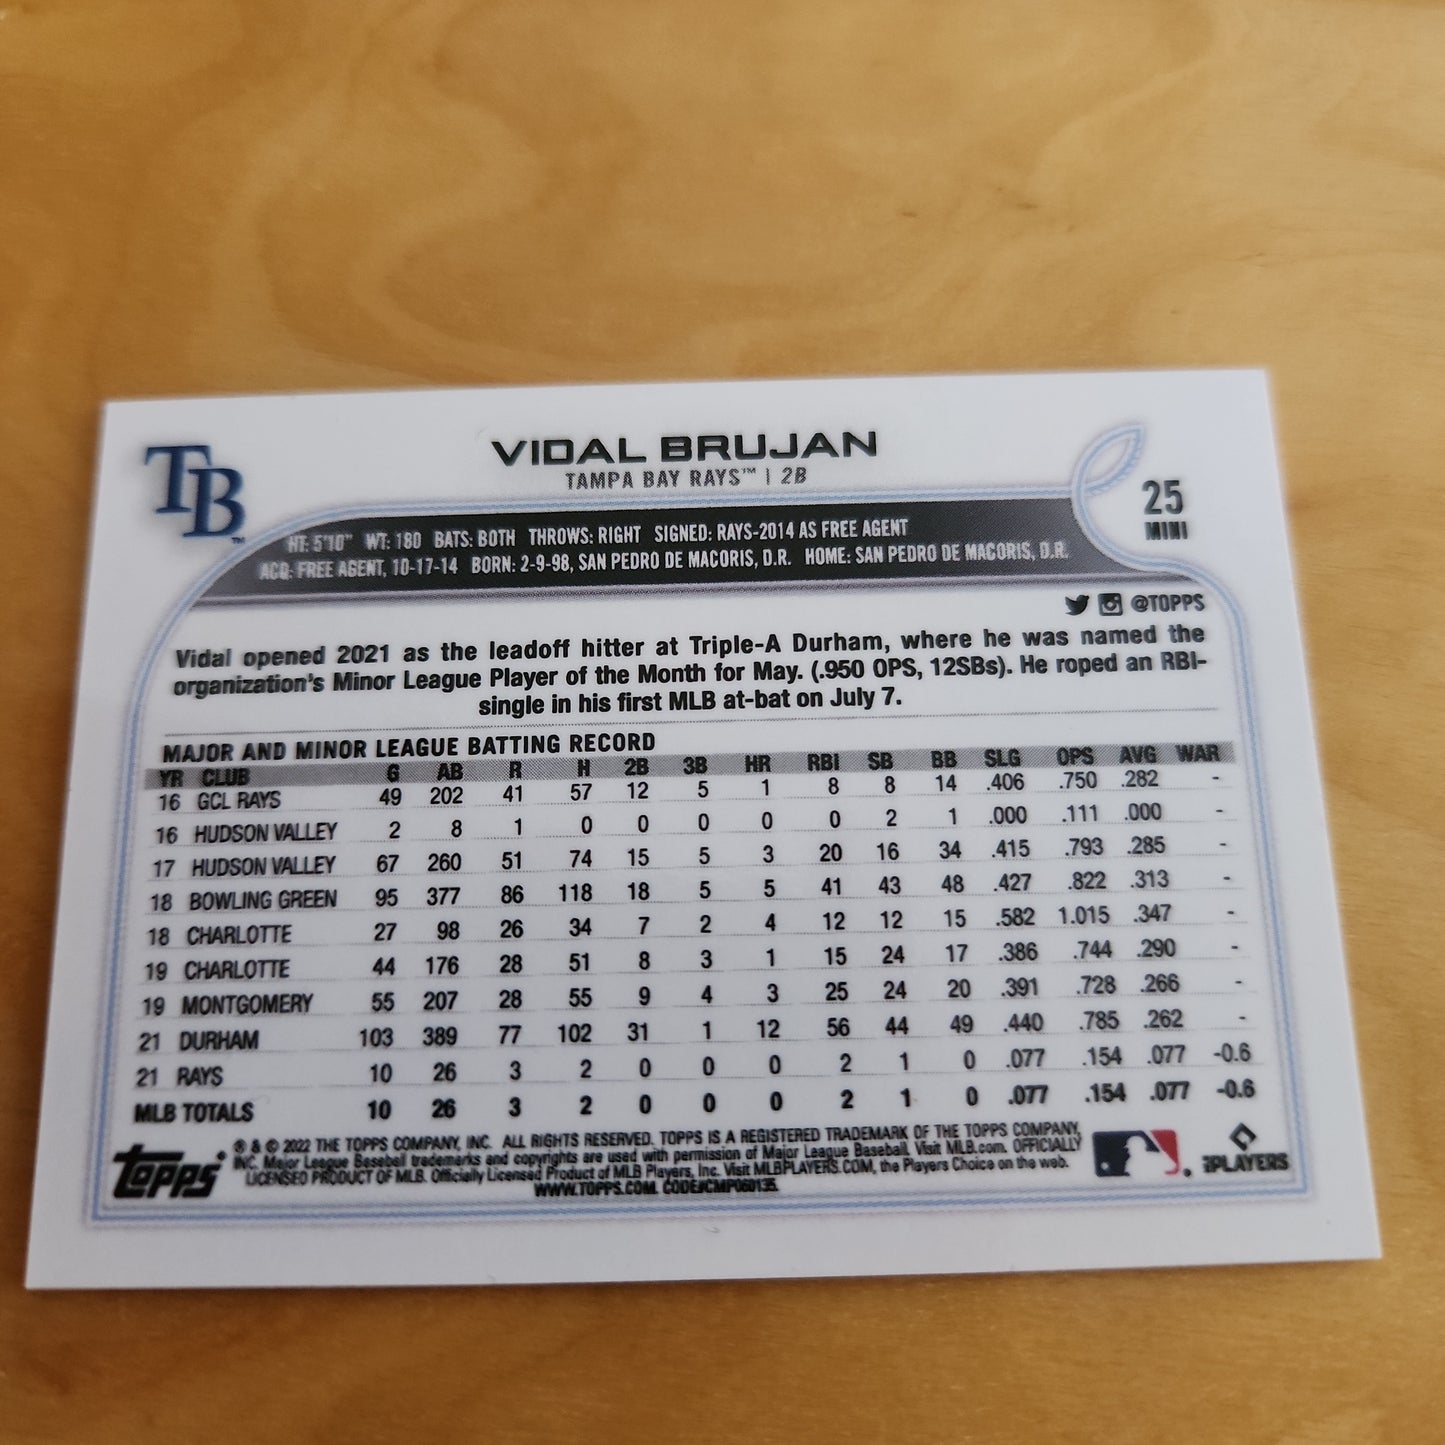 TB™
VIDAL BRUJAN
TAMPA BAY RAYS™ | 2B
25
MINI
HT: 5'10" WT: 180 BATS: BOTH THROWS: RIGHT SIGNED: RAYS-2014 AS FREE AGENT
ACQ: FREE AGENT, 10-17-14 BORN: 2-9-98, SAN PEDRO DE MACORIS, D.R. HOME: SAN PEDRO DE MACORIS, D.R.
@TOPPS
Vidal opened 2021 as the leadoff hitter at Triple-A Durham, where he was named the
organization's Minor League Player of the Month for May. (.950 OPS, 12SBs). He roped an RBI-
single in his first MLB at-bat on July 7.
MAJOR AND MINOR LEAGUE BATTING RECORD
YR CLUB G AB R H 2B 3B HR RBI SB BB SLG OPS AVG WAR
16 GCL RAYS 49 202 41 57 12 5 1 8 8 14 .406 .750 .282 -
16 HUDSON VALLEY 2 8 1 0 0 0 0 0 2 1 .000 .111 .000 -
17 HUDSON VALLEY 67 260 51 74 15 5 3 20 16 34 .415 .793 .285 -
18 BOWLING GREEN 95 377 86 118 18 5 5 41 43 48 .427 .822 .313 -
18 CHARLOTTE 27 98 26 34 7 2 4 12 12 15 .582 1.015 .347 -
19 CHARLOTTE 44 176 28 51 8 3 1 15 24 17 .386 .744 .290 -
19 MONTGOMERY 55 207 28 55 9 4 3 25 24 20 .391 .728 .266 -
21 DURHAM 103 389 77 102 31 1 12 56 44 49 .440 .785 .262 -
21 RAYS 10 26 3 2 0 0 0 2 1 0 .077 .154 .077 -0.6
MLB TOTALS 10 26 3 2 0 0 0 2 1 0 .077 .154 .077 -0.6
Topps®
® & © 2022 THE TOPPS COMPANY, INC. ALL RIGHTS RESERVED. TOPPS IS A REGISTERED TRADEMARK OF THE TOPPS COMPANY,
INC. Major League Baseball trademarks and copyrights are used with permission of Major League Baseball. Visit MLB.com. OFFICIALLY
LICENSED PRODUCT OF MLB. Officially Licensed Product of MLB Players, Inc. Visit MLBPLAYERS.COM, the Players Choice on the web.
WWW.TOPPS.COM. CODE#CMP060135
PLAYERS